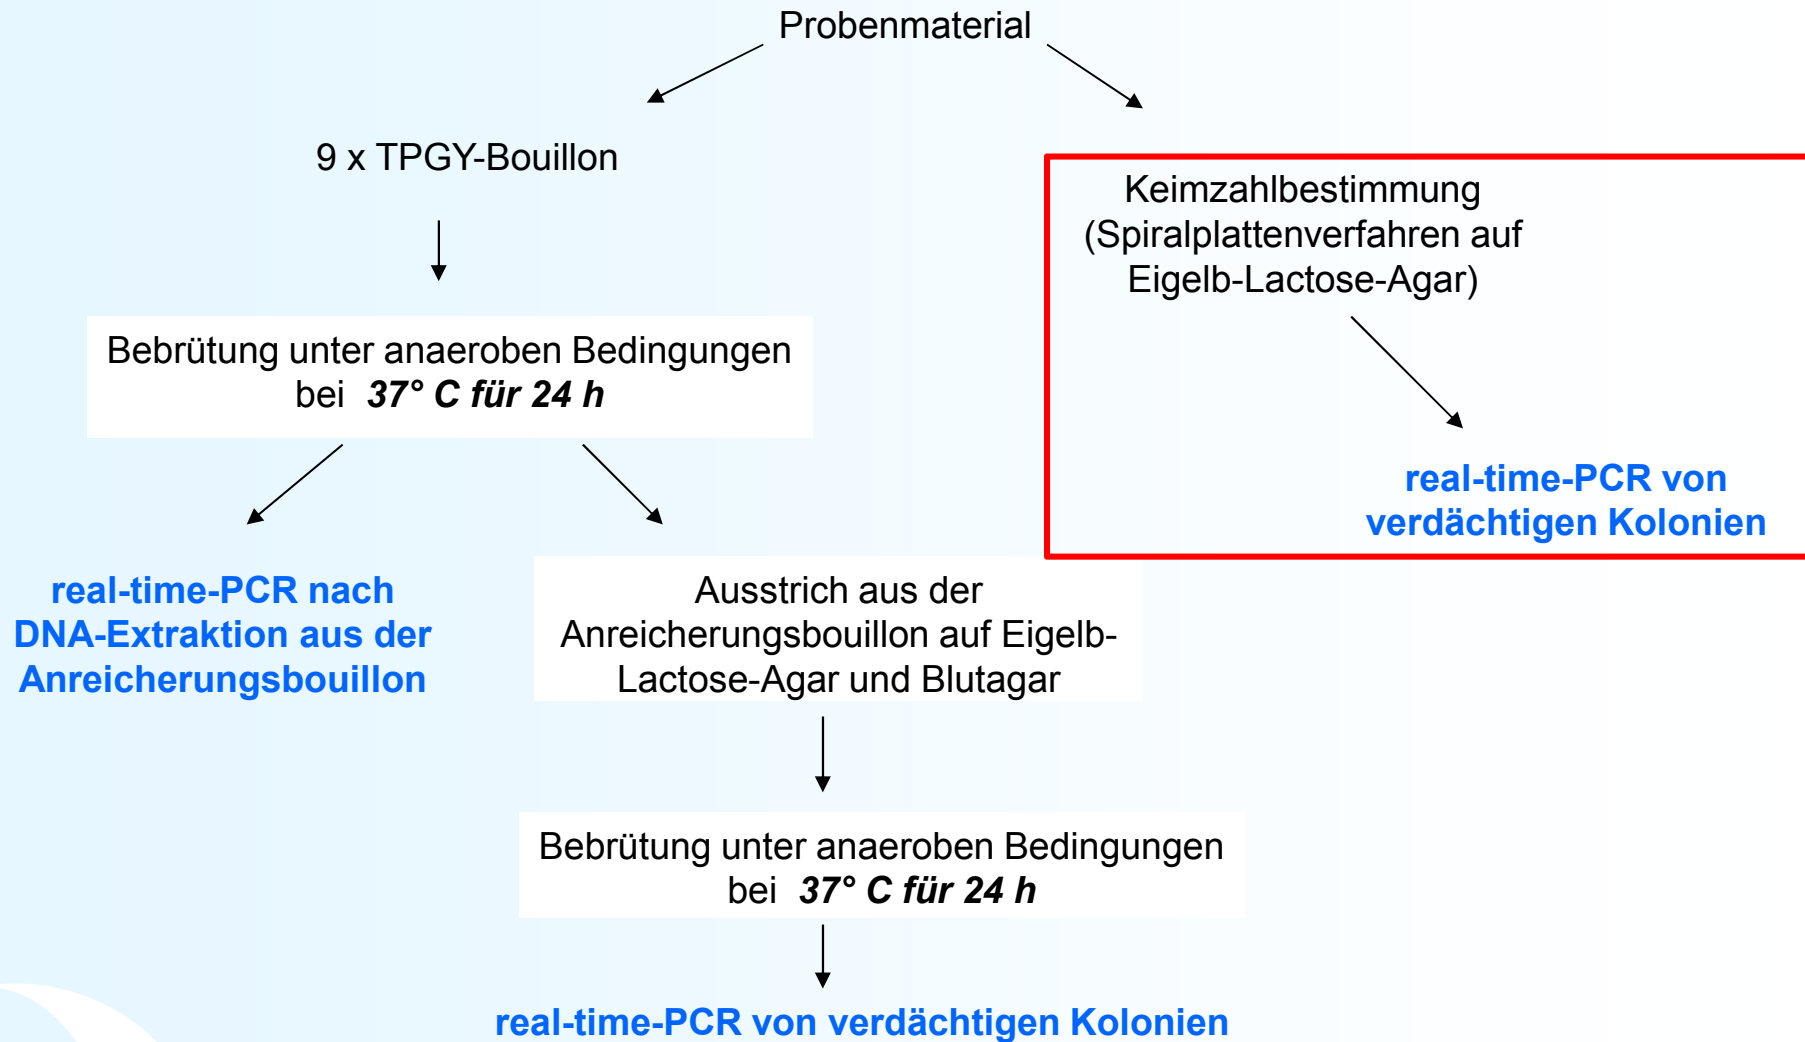 Probenmaterial
9 x TPGY-Bouillon
Keimzahlbestimmung
(Spiralplattenverfahren auf
Eigelb-Lactose-Agar)
Bebrütung unter anaeroben Bedingungen
bei 37° C für 24 h
real-time-PCR von
verdächtigen Kolonien
real-time-PCR nach
DNA-Extraktion aus der
Anreicherungsbouillon
Ausstrich aus der
Anreicherungsbouillon auf Eigelb-
Lactose-Agar und Blutagar
Bebrütung unter anaeroben Bedingungen
bei 37° C für 24 h
real-time-PCR von verdächtigen Kolonien